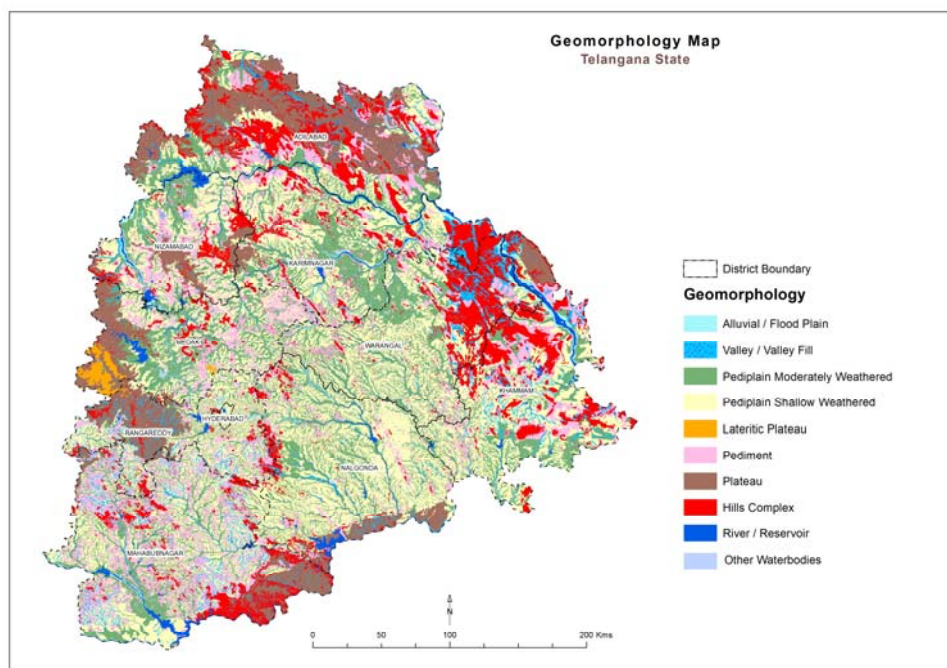 Geomorphology Map
Telangana State
ADILABAD
NIZAMABAD
KARIMNAGAR
MEDAK
WARANGAL
KHAMMAM
HYDERABAD
RANGAREDDY
NALGONDA
MAHABUBNAGAR
District Boundary
Geomorphology
Alluvial / Flood Plain
Valley / Valley Fill
Pediplain Moderately Weathered
Pediplain Shallow Weathered
Lateritic Plateau
Pediment
Plateau
Hills Complex
River / Reservoir
Other Waterbodies
N
0 50 100 200 Kms